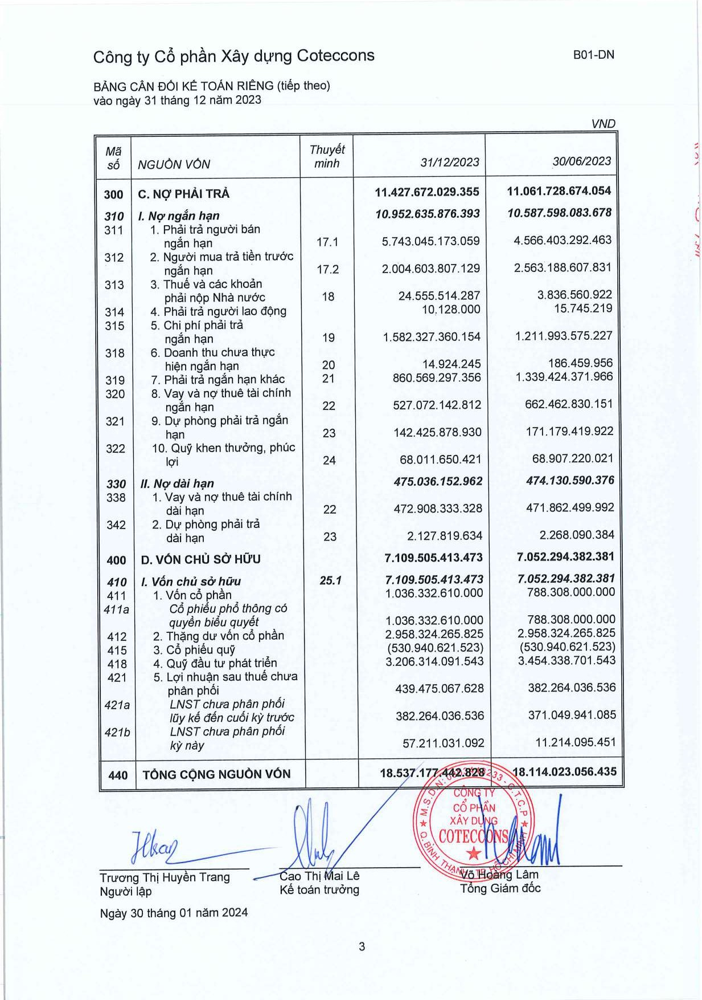 Công ty Cổ phần Xây dựng Coteccons
B01-DN
BẢNG CÂN ĐỐI KẾ TOÁN RIÊNG (tiếp theo)
vào ngày 31 tháng 12 năm 2023
VND
Mã số NGUỒN VỐN Thuyết minh 31/12/2023 30/06/2023
300 C. NỢ PHẢI TRẢ 11.427.672.029.355 11.061.728.674.054
310 I. Nợ ngắn hạn 10.952.635.876.393 10.587.598.083.678
311 1. Phải trả người bán
ngắn hạn 17.1 5.743.045.173.059 4.566.403.292.463
312 2. Người mua trả tiền trước
ngắn hạn 17.2 2.004.603.807.129 2.563.188.607.831
313 3. Thuế và các khoản
phải nộp Nhà nước 18 24.555.514.287 3.836.560.922
314 4. Phải trả người lao động 10.128.000 15.745.219
315 5. Chi phí phải trả
ngắn hạn 19 1.582.327.360.154 1.211.993.575.227
318 6. Doanh thu chưa thực
hiện ngắn hạn 20 14.924.245 186.459.956
319 7. Phải trả ngắn hạn khác 21 860.569.297.356 1.339.424.371.966
320 8. Vay và nợ thuê tài chính
ngắn hạn 22 527.072.142.812 662.462.830.151
321 9. Dự phòng phải trả ngắn
hạn 23 142.425.878.930 171.179.419.922
322 10. Quỹ khen thưởng, phúc
lợi 24 68.011.650.421 68.907.220.021
330 II. Nợ dài hạn 475.036.152.962 474.130.590.376
338 1. Vay và nợ thuê tài chính
dài hạn 22 472.908.333.328 471.862.499.992
342 2. Dự phòng phải trả
dài hạn 23 2.127.819.634 2.268.090.384
400 D. VỐN CHỦ SỞ HỮU 7.109.505.413.473 7.052.294.382.381
410 I. Vốn chủ sở hữu 25.1 7.109.505.413.473 7.052.294.382.381
411 1. Vốn cổ phần 1.036.332.610.000 788.308.000.000
411a Cổ phiếu phổ thông có
quyền biểu quyết 1.036.332.610.000 788.308.000.000
412 2. Thặng dư vốn cổ phần 2.958.324.265.825 2.958.324.265.825
415 3. Cổ phiếu quỹ (530.940.621.523) (530.940.621.523)
418 4. Quỹ đầu tư phát triển 3.206.314.091.543 3.454.338.701.543
421 5. Lợi nhuận sau thuế chưa
phân phối 439.475.067.628 382.264.036.536
421a LNST chưa phân phối
lũy kế đến cuối kỳ trước 382.264.036.536 371.049.941.085
421b LNST chưa phân phối
kỳ này 57.211.031.092 11.214.095.451
440 TỔNG CỘNG NGUỒN VỐN 18.537.177.442.828 18.114.023.056.435
CÔNG TY
CỔ PHẦN
XÂY DỰNG
COTECCONS
Q. BÌNH THẠNH - TP. HỒ CHÍ MINH
Trương Thị Huyền Trang
Người lập
Cao Thị Mai Lê
Kế toán trưởng
Võ Hoàng Lâm
Tổng Giám đốc
Ngày 30 tháng 01 năm 2024
3